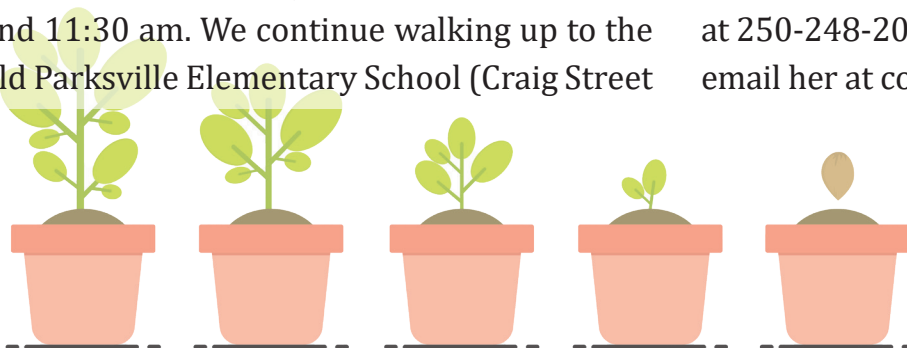 nd 11:30 am. We continue walking up to the
ld Parksville Elementary School (Craig Street
at 250-248-20
email her at co